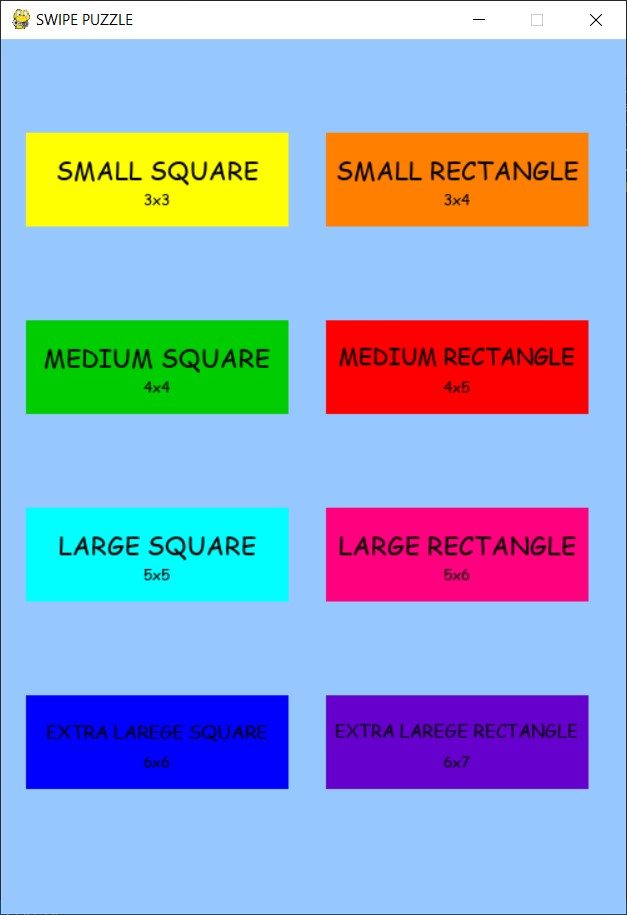 SWIPE PUZZLE
SMALL SQUARE
3x3
SMALL RECTANGLE
3x4
MEDIUM SQUARE
4x4
MEDIUM RECTANGLE
4x5
LARGE SQUARE
5x5
LARGE RECTANGLE
5x6
EXTRA LAREGE SQUARE
6x6
EXTRA LAREGE RECTANGLE
6x7